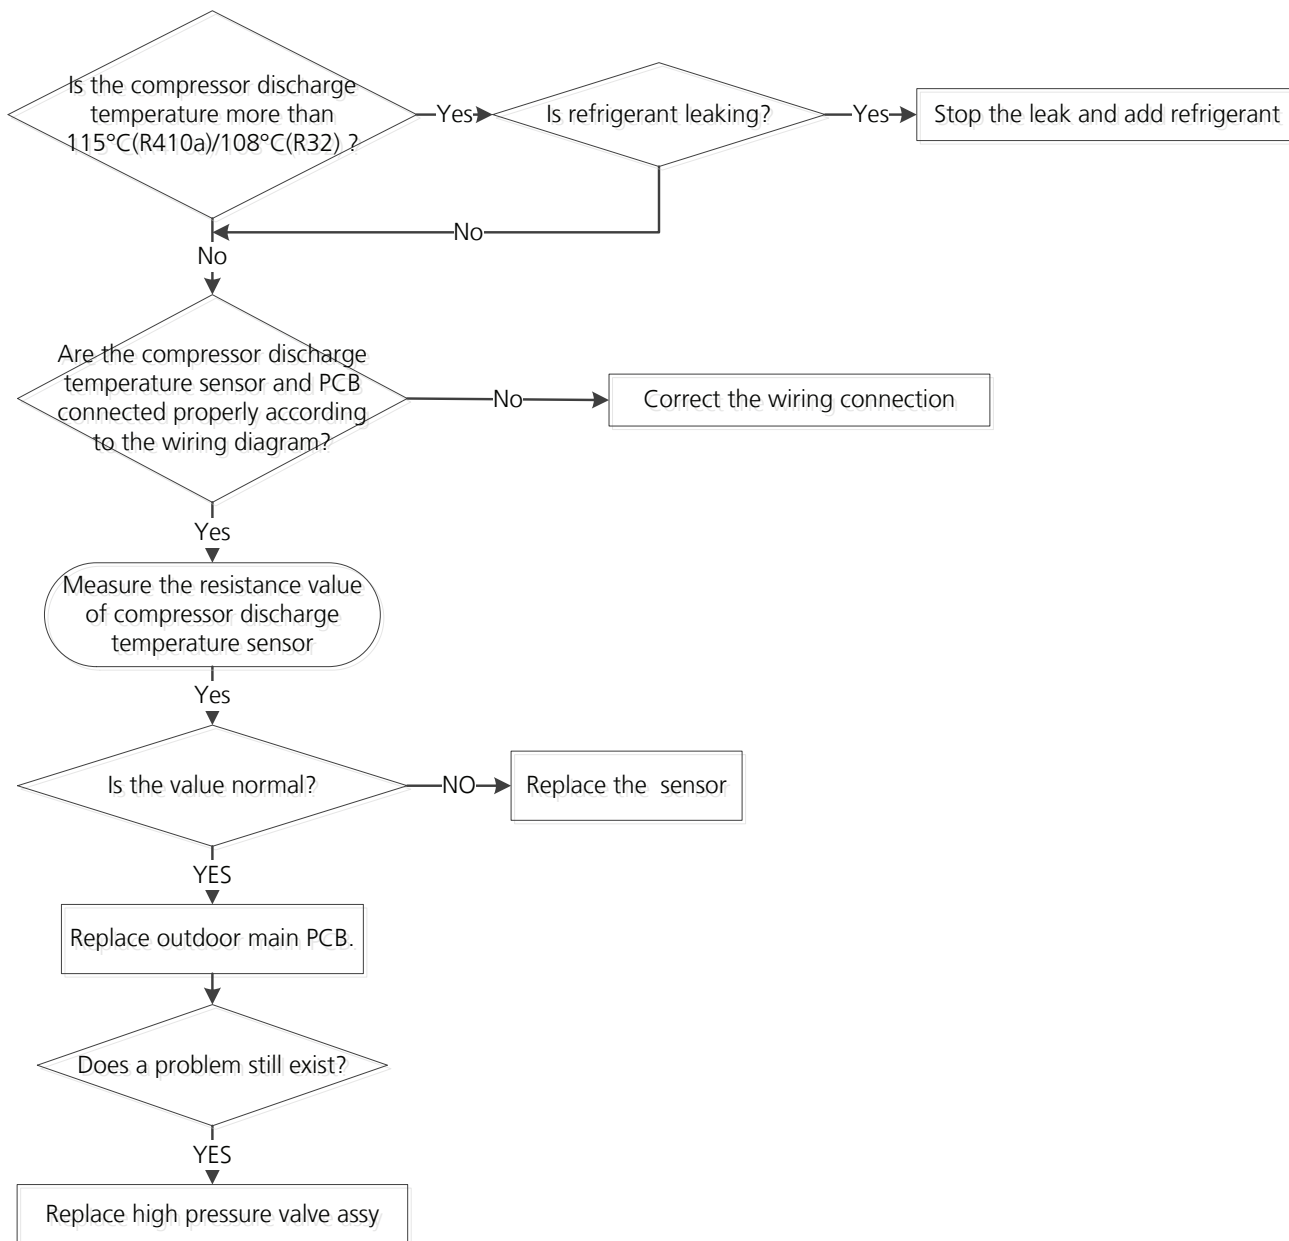 Is the compressor discharge
temperature more than
115°C(R410a)/108°C(R32) ?
Yes
Is refrigerant leaking?
Yes
Stop the leak and add refrigerant
No
No
Are the compressor discharge
temperature sensor and PCB
connected properly according
to the wiring diagram?
No
Correct the wiring connection
Yes
Measure the resistance value
of compressor discharge
temperature sensor
Yes
Is the value normal?
NO
Replace the  sensor
YES
Replace outdoor main PCB.
Does a problem still exist?
YES
Replace high pressure valve assy